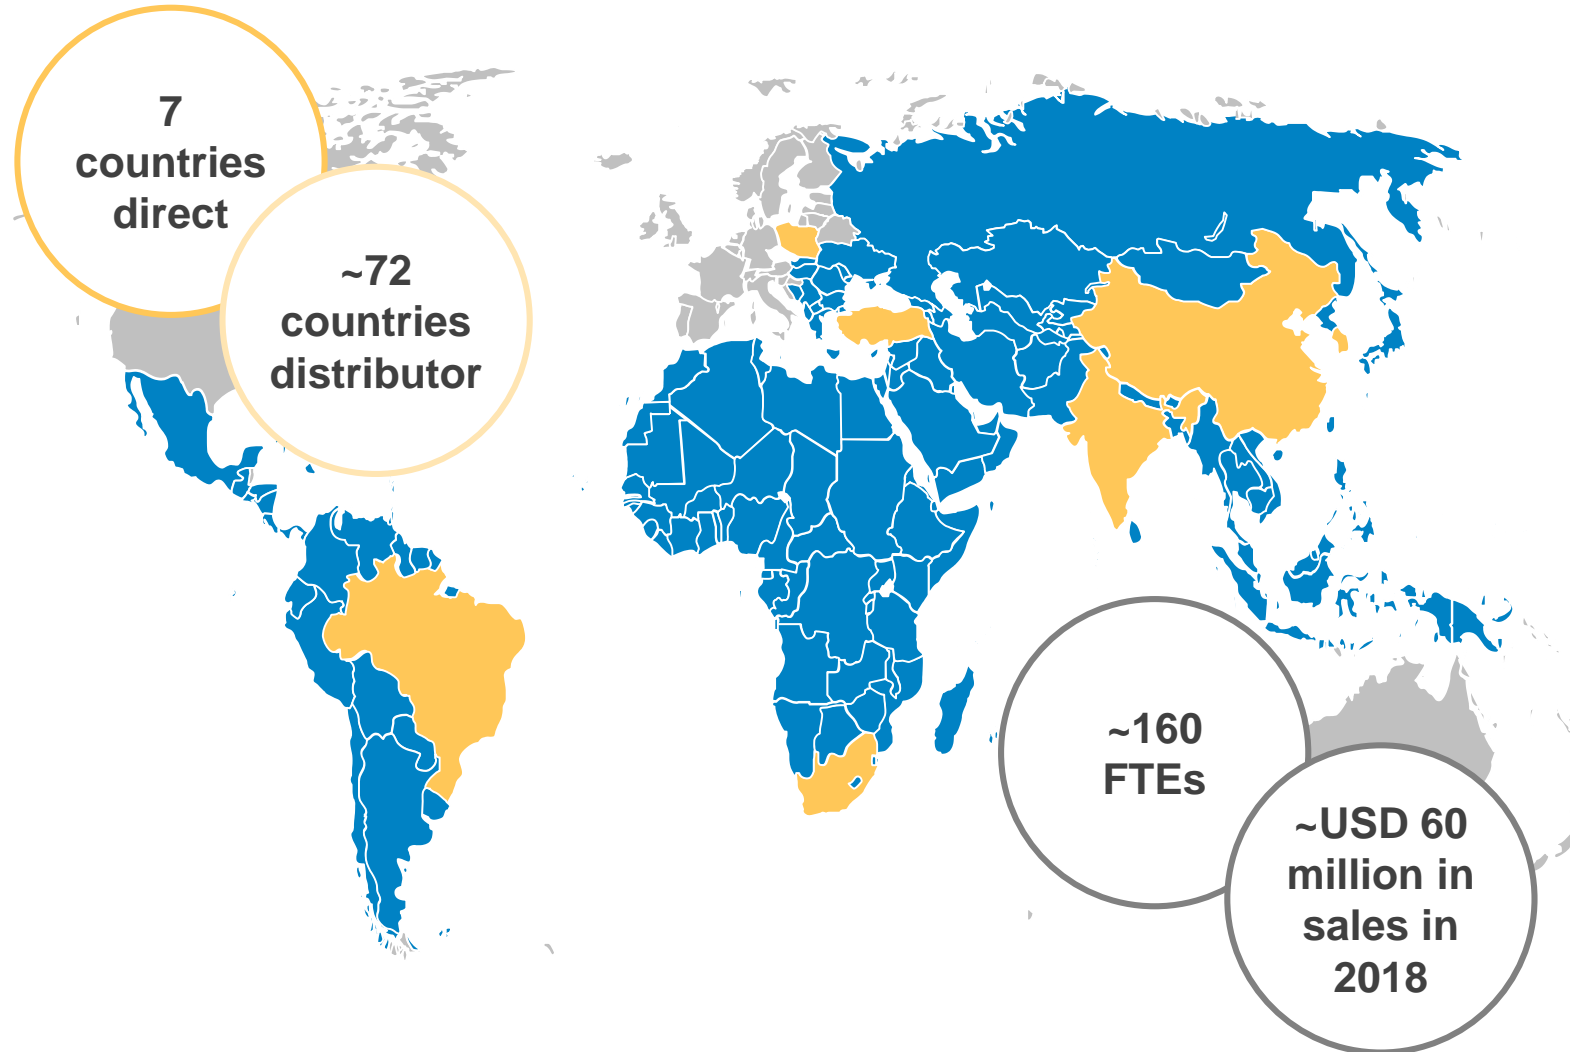 7
countries
direct
~72
countries
distributor
~160
FTEs
~USD 60
million in
sales in
2018